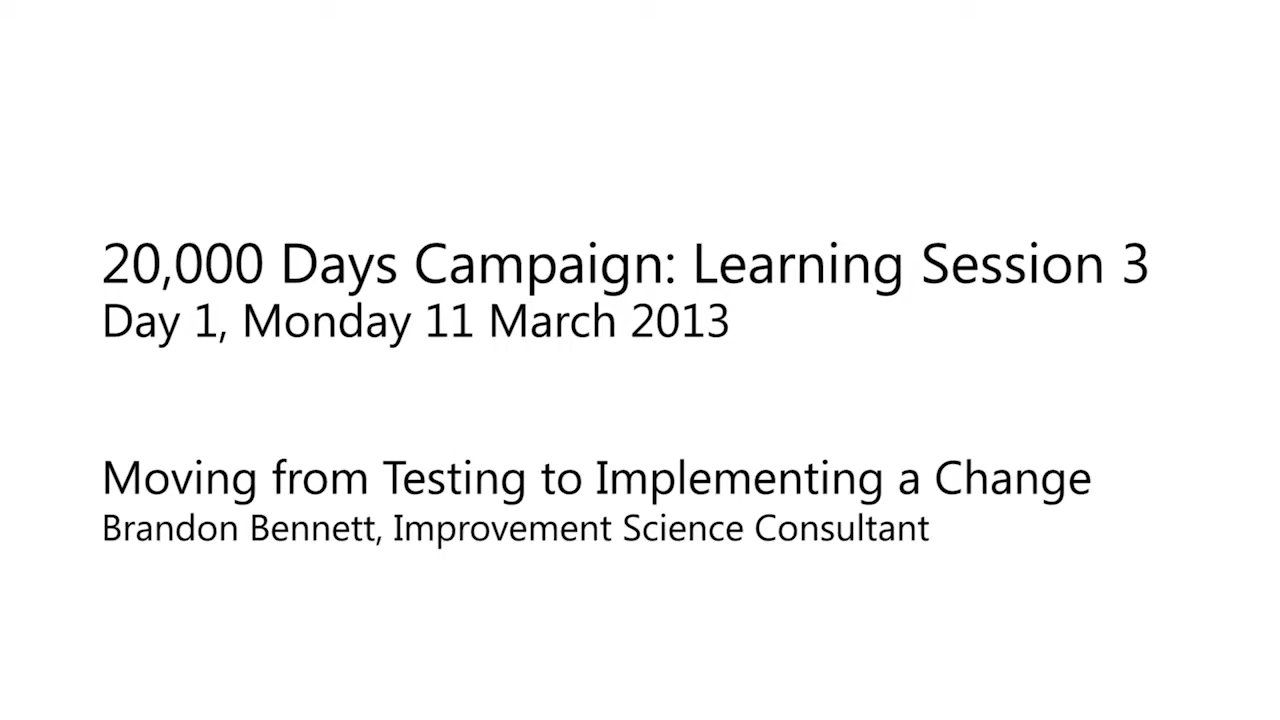 20,000 Days Campaign: Learning Session 3
Day 1, Monday 11 March 2013
Moving from Testing to Implementing a Change
Brandon Bennett, Improvement Science Consultant